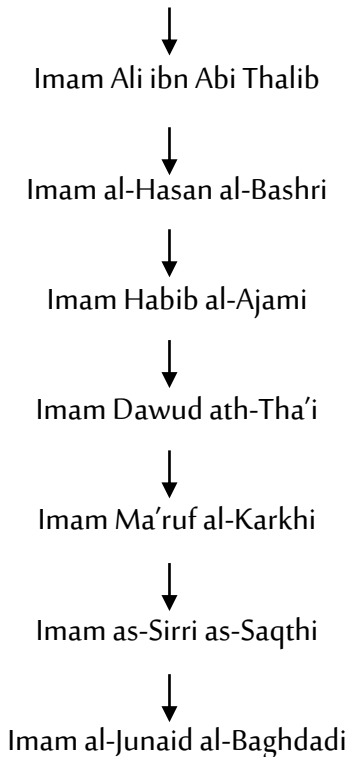 Imam Ali ibn Abi Thalib
Imam al-Hasan al-Bashri
Imam Habib al-Ajami
Imam Dawud ath-Tha’i
Imam Ma’ruf al-Karkhi
Imam as-Sirri as-Saqthi
Imam al-Junaid al-Baghdadi